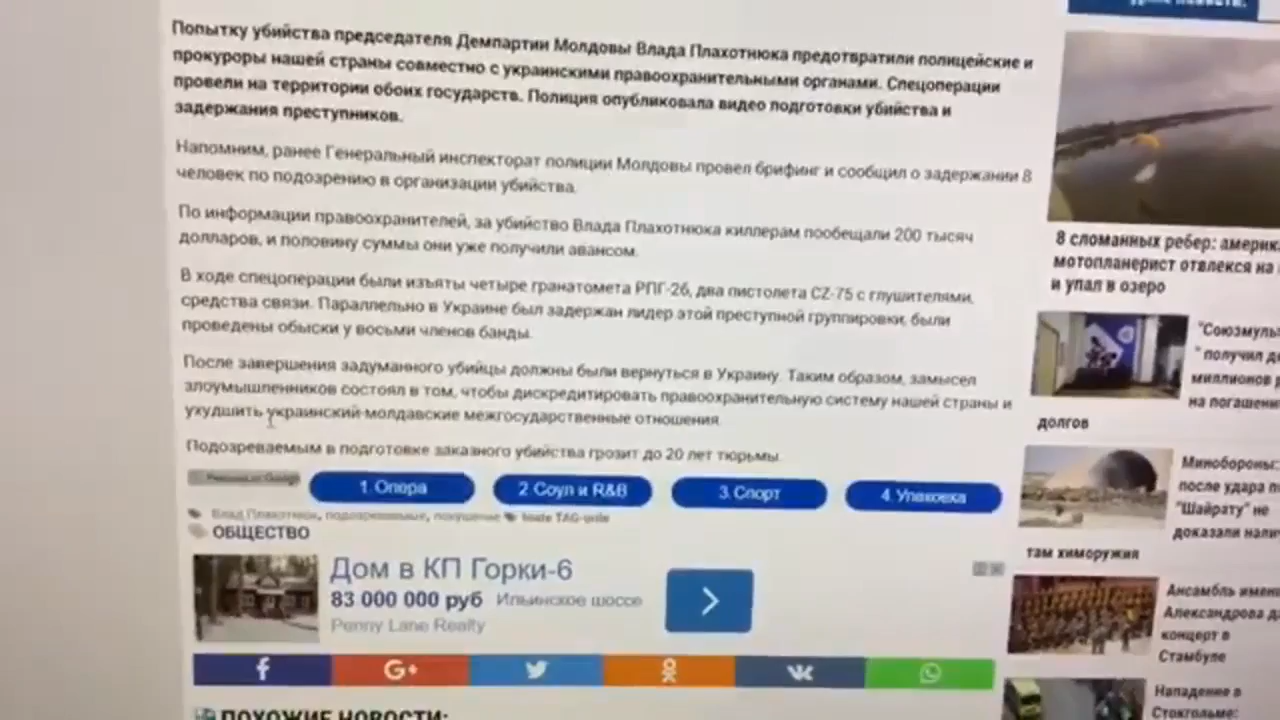 Попытку убийства председателя Демпартии Молдовы Влада Плахотнюка предотвратили полицейские и
прокуроры нашей страны совместно с украинскими правоохранительными органами. Спецоперации
провели на территории обоих государств. Полиция опубликовала видео подготовки убийства и
задержания преступников.
Напомним, ранее Генеральный инспекторат полиции Молдовы провел брифинг и сообщил о задержании 8
человек по подозрению в организации убийства.
По информации правоохранителей, за убийство Влада Плахотнюка киллерам пообещали 200 тысяч
долларов, и половину суммы они уже получили авансом.
В ходе спецоперации были изъяты четыре гранатомета РПГ-26, два пистолета CZ-75 с глушителями,
средства связи. Параллельно в Украине был задержан лидер этой преступной группировки, были
проведены обыски у восьми членов банды.
После завершения задуманного убийцы должны были вернуться в Украину. Таким образом, замысел
злоумышленников состоял в том, чтобы дискредитировать правоохранительную систему нашей страны и
ухудшить украинский-молдавские межгосударственные отношения.
Подозреваемым в подготовке заказного убийства грозит до 20 лет тюрьмы.
1. Опера
2. Соул и R&B
3. Спорт
4. Упаковка
Влад Плахотнюк, подозреваемые, покушение
ОБЩЕСТВО
Дом в КП Горки-6
83 000 000 руб Ильинское шоссе
Penny Lane Realty
f
G+
ПОХОЖИЕ НОВОСТИ:
8 сломанных ребер: америк
мотопланерист отвлекся на
и упал в озеро
"Союзмуль
" получил д
миллионов р
на погашени
долгов
Минобороны:
после удара п
"Шайрату" не
доказали нали
там химоружия
Ансамбль имен
Александрова д
концерт в
Стамбуле
Нападение в
Стокгольме: